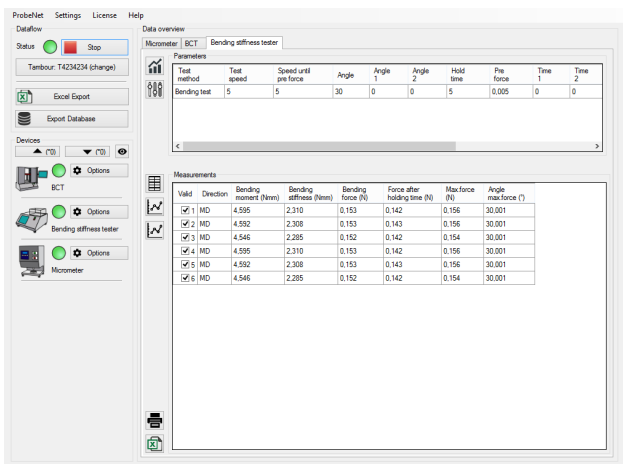 ProbeNet Settings License Help
Dataflow
Status Stop
Tambour: T4234234 (change)
Excel Export
Export Database
Devices
(*0) (*0)
Options
BCT
Options
Bending stiffness tester
Options
Micrometer
Data overview
Micrometer BCT Bending stiffness tester
Parameters
Test method Test speed Speed until pre force Angle Angle 1 Angle 2 Hold time Pre force Time 1 Time 2
Bending test 5 5 30 0 0 5 0,005 0 0
Measurements
Valid Direction Bending moment (Nmm) Bending stiffness (Nmm) Bending force (N) Force after holding time (N) Max.force (N) Angle max.force (°)
1 MD 4,595 2,310 0,153 0,142 0,156 30,001
2 MD 4,592 2,308 0,153 0,143 0,156 30,001
3 MD 4,546 2,285 0,152 0,142 0,154 30,001
4 MD 4,595 2,310 0,153 0,142 0,156 30,001
5 MD 4,592 2,308 0,153 0,143 0,156 30,001
6 MD 4,546 2,285 0,152 0,142 0,154 30,001